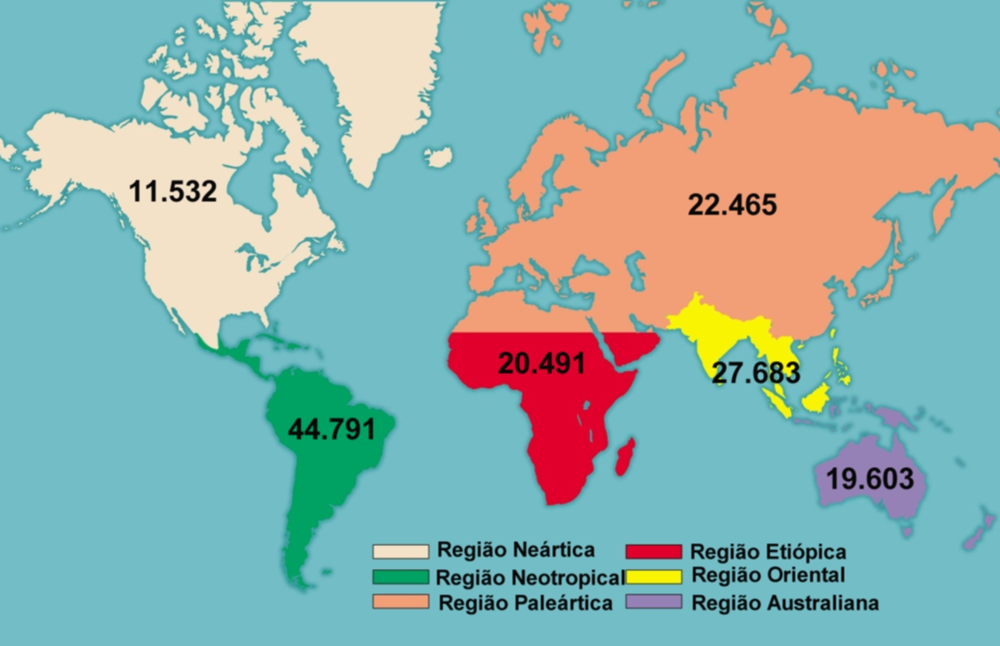 11.532
22.465
20.491
27.683
44.791
19.603
Região Neártica
Região Etiópica
Região Neotropical
Região Oriental
Região Paleártica
Região Australiana